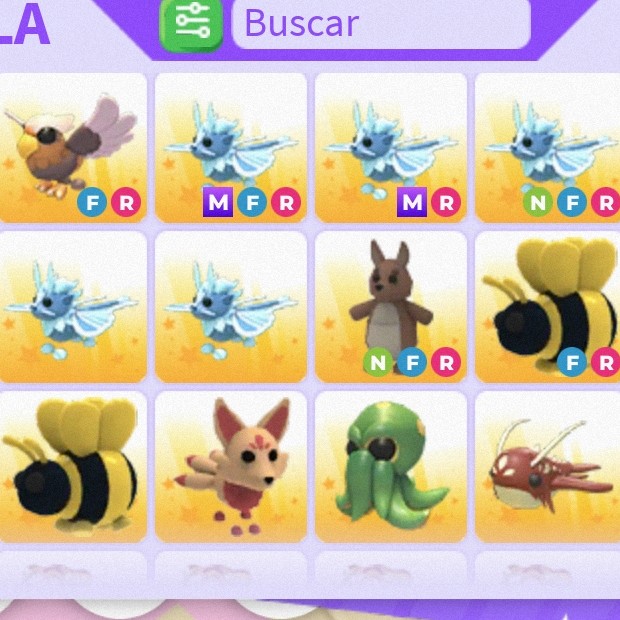 LA
Buscar
F R
M F R
M R
N F R
N F R
F R